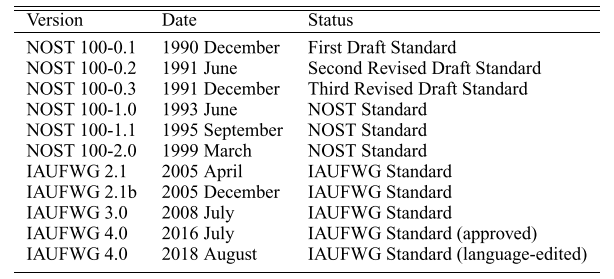 Version Date Status
NOST 100-0.1 1990 December First Draft Standard
NOST 100-0.2 1991 June Second Revised Draft Standard
NOST 100-0.3 1991 December Third Revised Draft Standard
NOST 100-1.0 1993 June NOST Standard
NOST 100-1.1 1995 September NOST Standard
NOST 100-2.0 1999 March NOST Standard
IAUFWG 2.1 2005 April IAUFWG Standard
IAUFWG 2.1b 2005 December IAUFWG Standard
IAUFWG 3.0 2008 July IAUFWG Standard
IAUFWG 4.0 2016 July IAUFWG Standard (approved)
IAUFWG 4.0 2018 August IAUFWG Standard (language-edited)